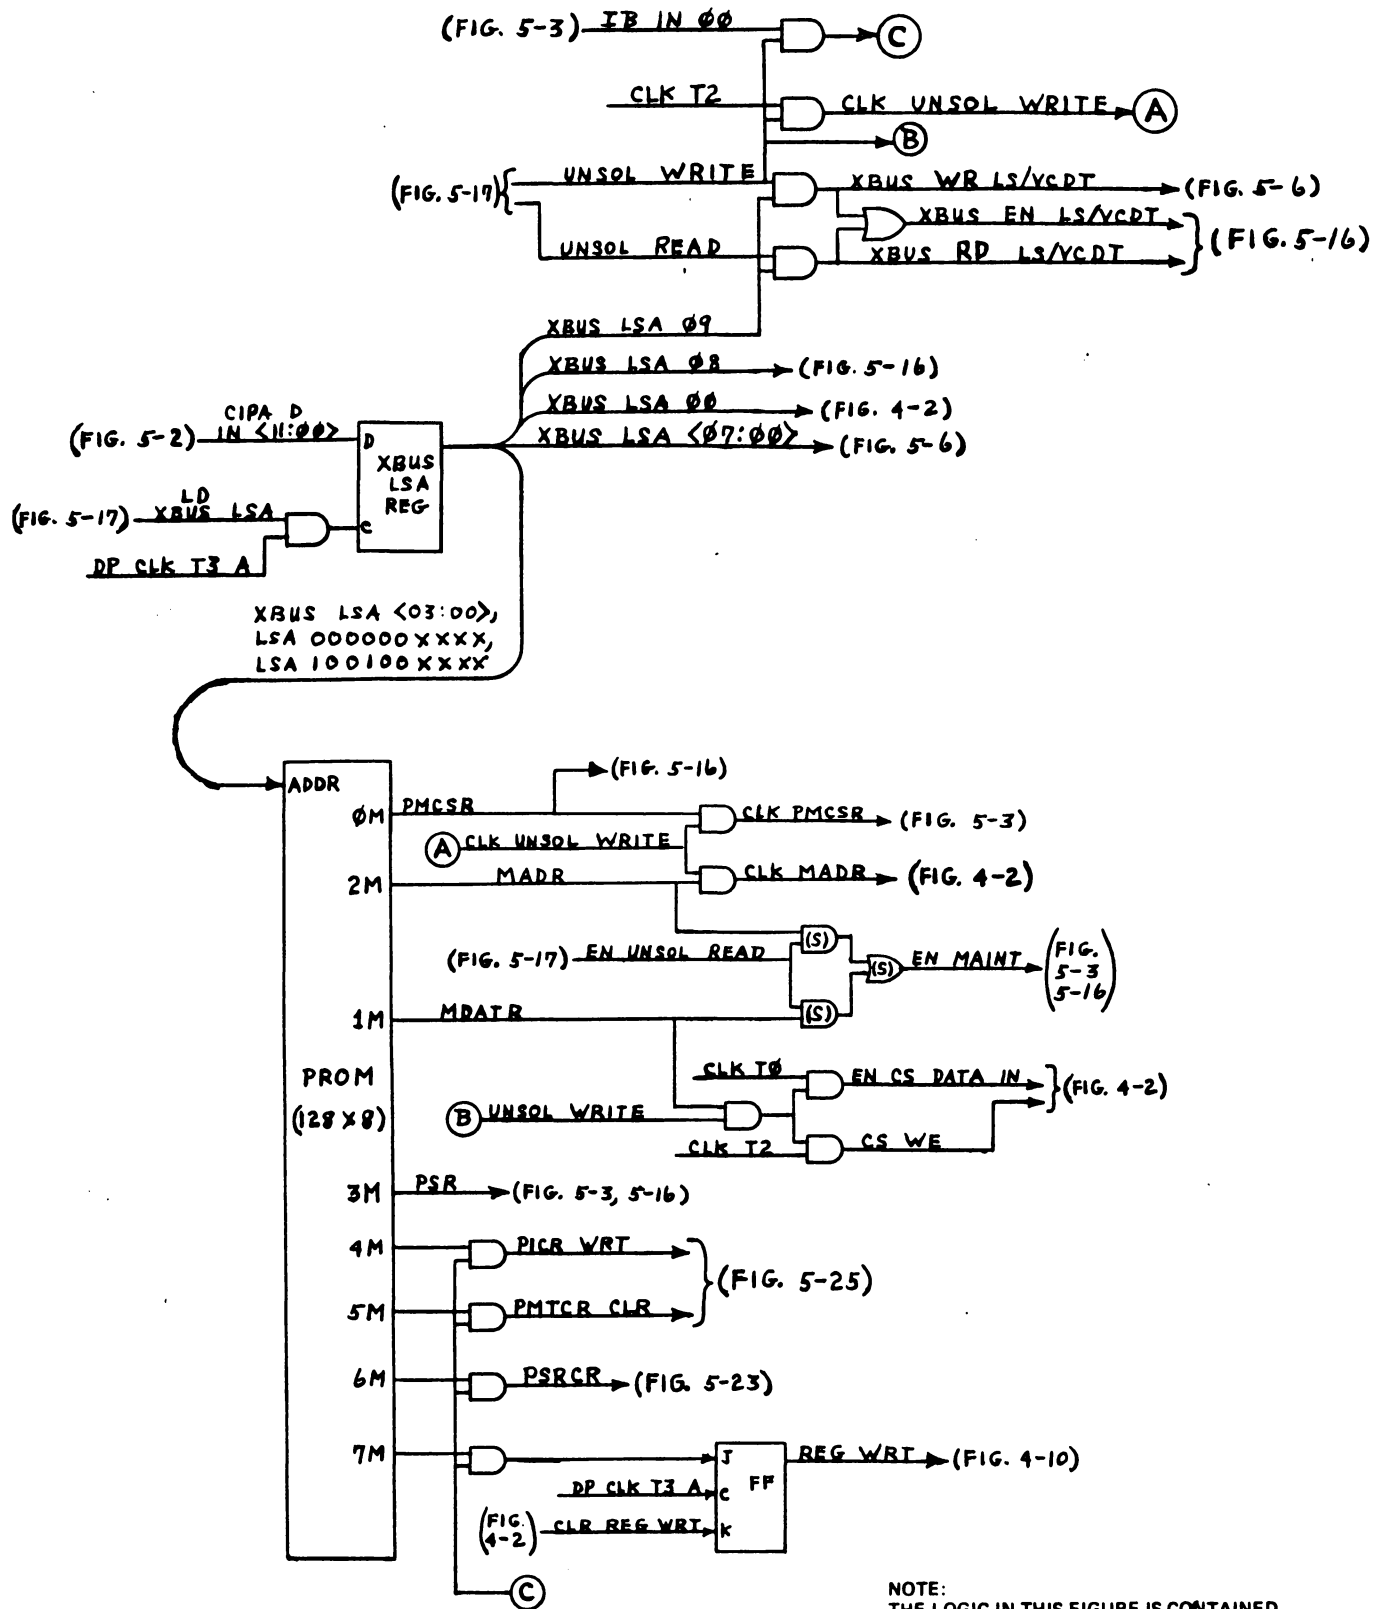 (FIG. 5-3) IB IN ØØ
C
CLK T2
CLK UNSOL WRITE
A
B
(FIG. 5-17) UNSOL WRITE
XBUS WR LS/VCDT
(FIG. 5-6)
XBUS EN LS/VCDT
(FIG. 5-16)
UNSOL READ
XBUS RD LS/VCDT
XBUS LSA Ø9
XBUS LSA Ø8
(FIG. 5-16)
XBUS LSA ØØ
(FIG. 4-2)
XBUS LSA <Ø7:ØØ>
(FIG. 5-6)
CIPA D
(FIG. 5-2) IN <11:ØØ>
D
XBUS
LSA
REG
C
LD
(FIG. 5-17) XBUS LSA
DP CLK T3 A
XBUS LSA <03:00>,
LSA 000000XXXX,
LSA 100100XXXX
ADDR
ØM
PMCSR
(FIG. 5-16)
CLK PMCSR
(FIG. 5-3)
A
CLK UNSOL WRITE
2M
MADR
CLK MADR
(FIG. 4-2)
(S)
(FIG. 5-17) EN UNSOL READ
(S)
EN MAINT
(FIG.
5-3
5-16)
1M
MDATR
(S)
PROM
(128X8)
CLK TØ
EN CS DATA IN
(FIG. 4-2)
B
UNSOL WRITE
CLK T2
CS WE
3M
PSR
(FIG. 5-3, 5-16)
4M
PICR WRT
(FIG. 5-25)
5M
PMTCR CLR
6M
PSRCR
(FIG. 5-23)
7M
J
FF
REG WRT
(FIG. 4-10)
DP CLK T3 A
C
(FIG.
4-2)
CLR REG WRT
K
C
NOTE:
THE LOGIC IN THIS FIGURE IS CONTAINED